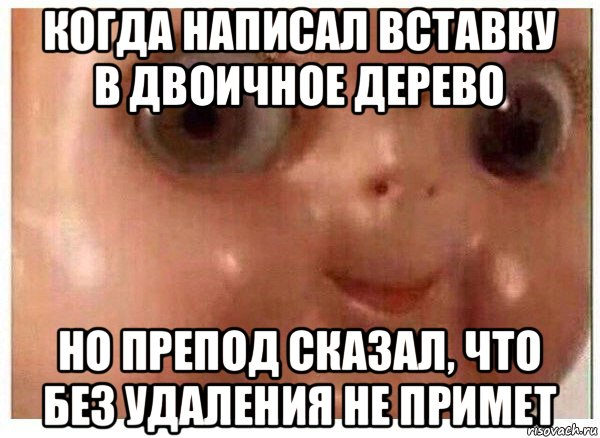 КОГДА НАПИСАЛ ВСТАВКУ
В ДВОИЧНОЕ ДЕРЕВО
НО ПРЕПОД СКАЗАЛ, ЧТО
БЕЗ УДАЛЕНИЯ НЕ ПРИМЕТ
risovach.ru